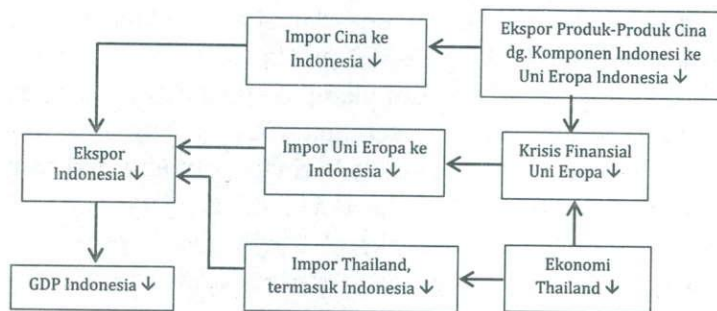 Impor Cina ke
Indonesia ↓
Ekspor Produk-Produk Cina
dg. Komponen Indonesi ke
Uni Eropa Indonesia ↓
Ekspor
Indonesia ↓
Impor Uni Eropa ke
Indonesia ↓
Krisis Finansial
Uni Eropa ↓
GDP Indonesia ↓
Impor Thailand,
termasuk Indonesia ↓
Ekonomi
Thailand ↓